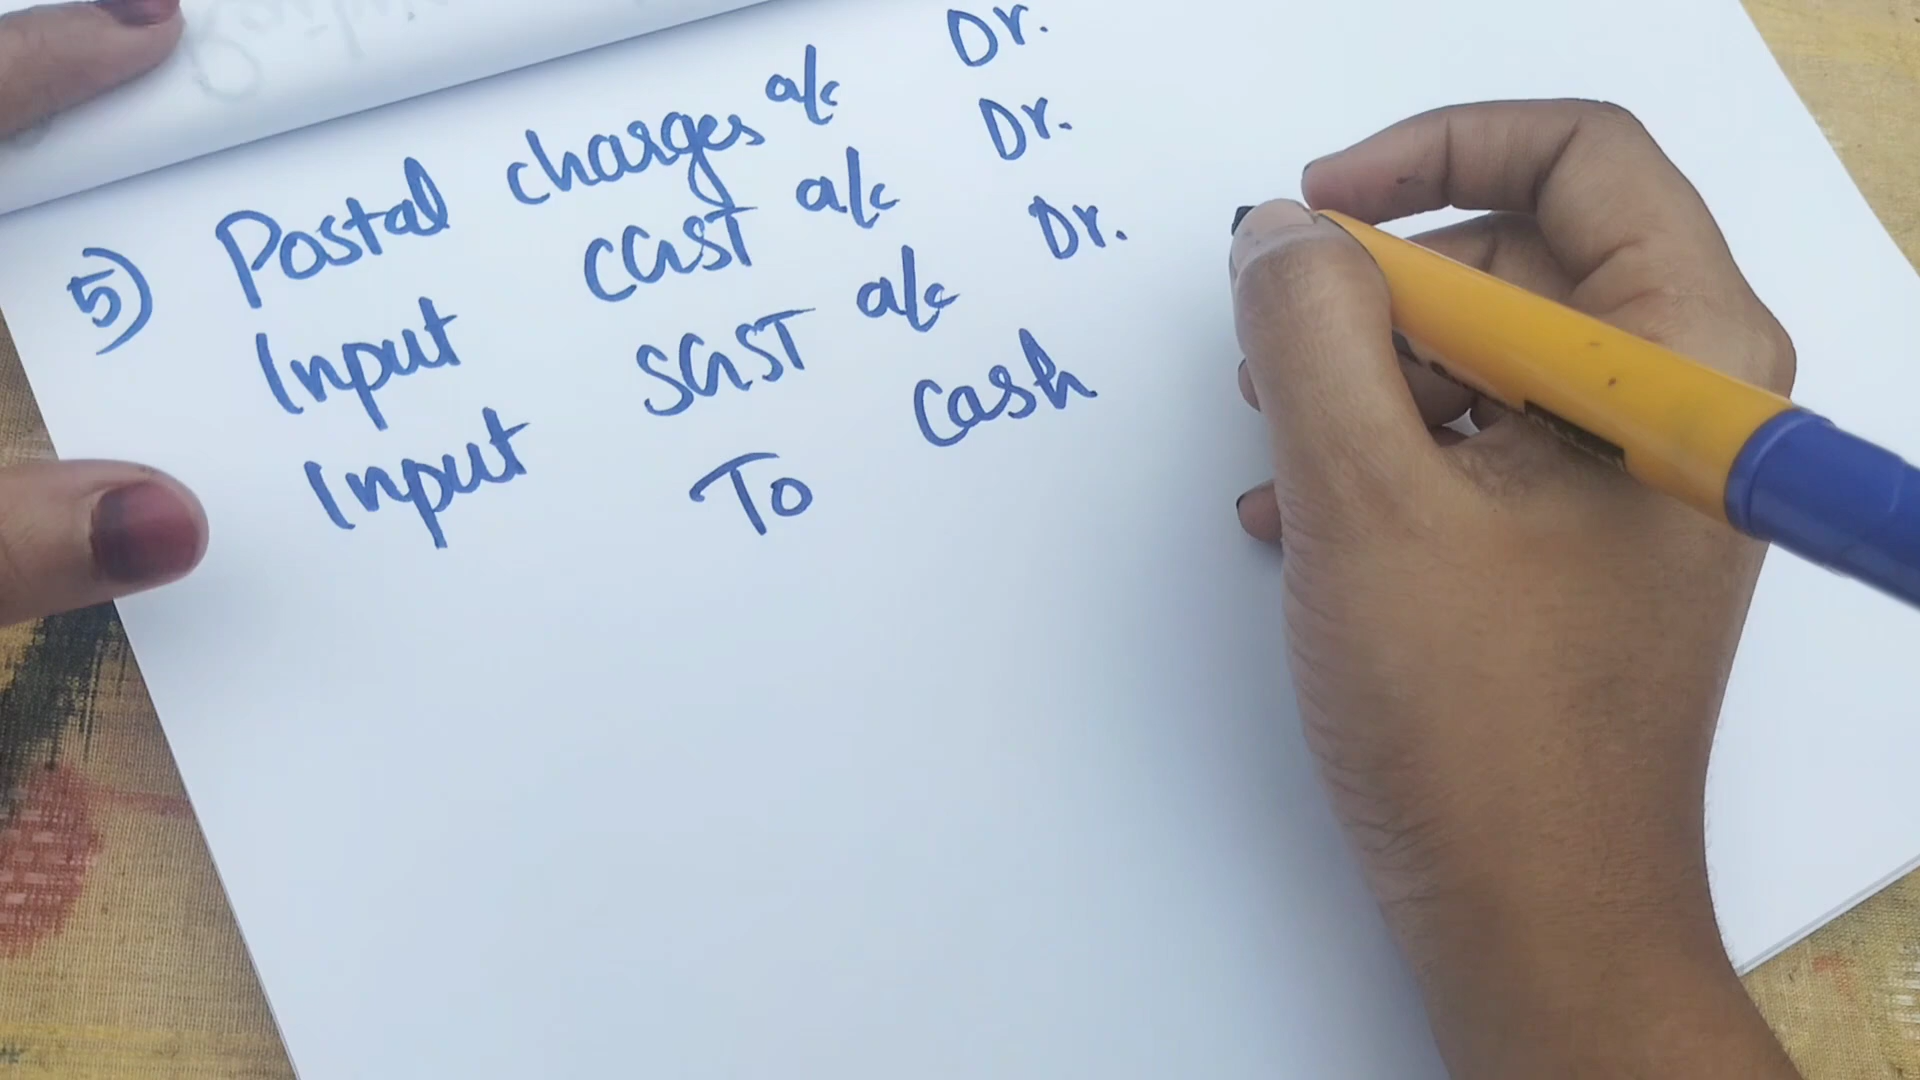 5) Postal charges a/c Dr.
Input CGST a/c Dr.
Input SGST a/c Dr.
To cash